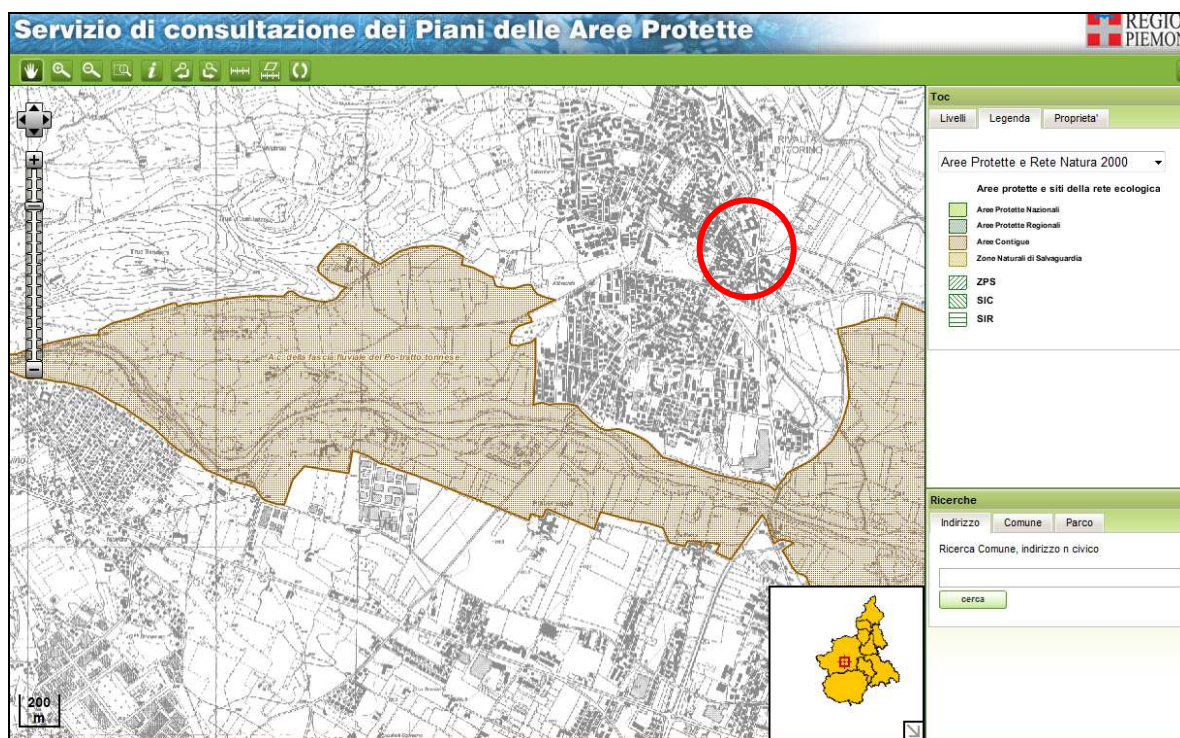 Servizio di consultazione dei Piani delle Aree Protette
REGIO
PIEMON
Toc
Livelli
Legenda
Proprieta'
Aree Protette e Rete Natura 2000
Aree protette e siti della rete ecologica
Aree Protette Nazionali
Aree Protette Regionali
Aree Contigue
Zone Naturali di Salvaguardia
ZPS
SIC
SIR
RIVALTA
DI TORINO
A.c. della fascia fluviale del Po-tratto torinese
Ricerche
Indirizzo
Comune
Parco
Ricerca Comune, indirizzo n civico
cerca
200
m